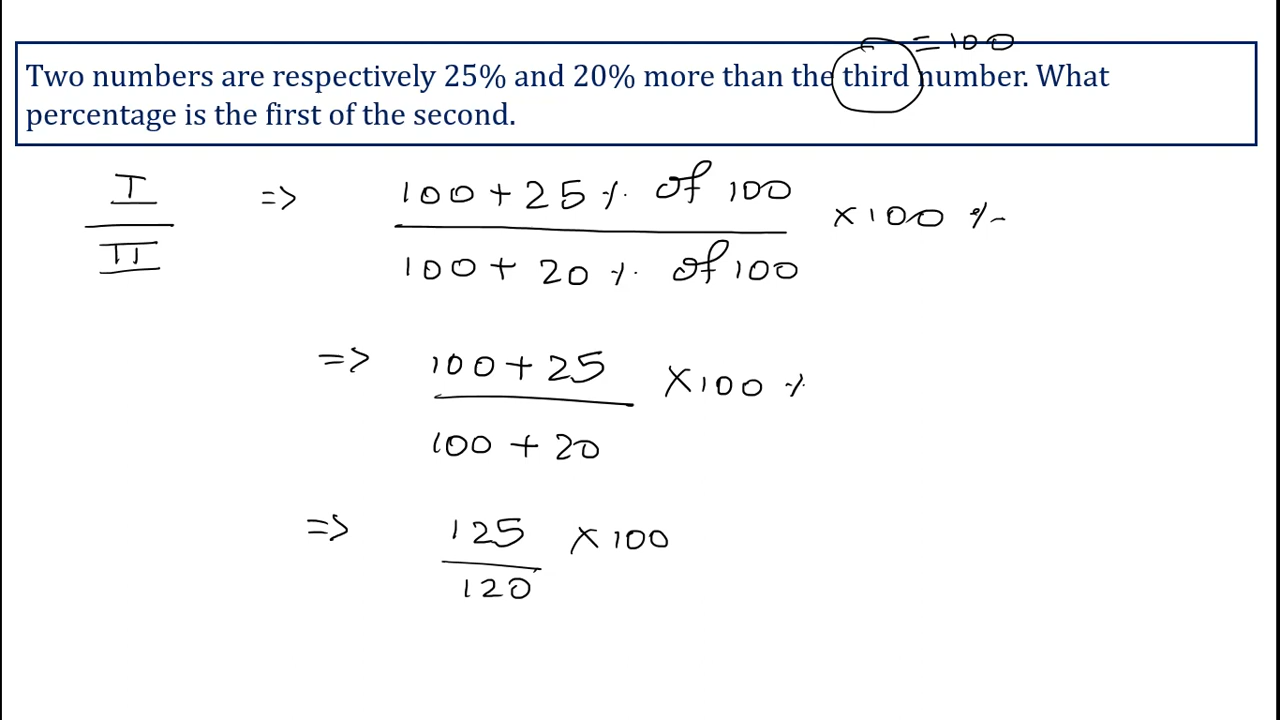 = 100
Two numbers are respectively 25% and 20% more than the third number. What
percentage is the first of the second.
I => 100 + 25 % of 100 × 100 %
II 100 + 20 % of 100
=> 100 + 25 × 100 %
100 + 20
=> 125 × 100
120